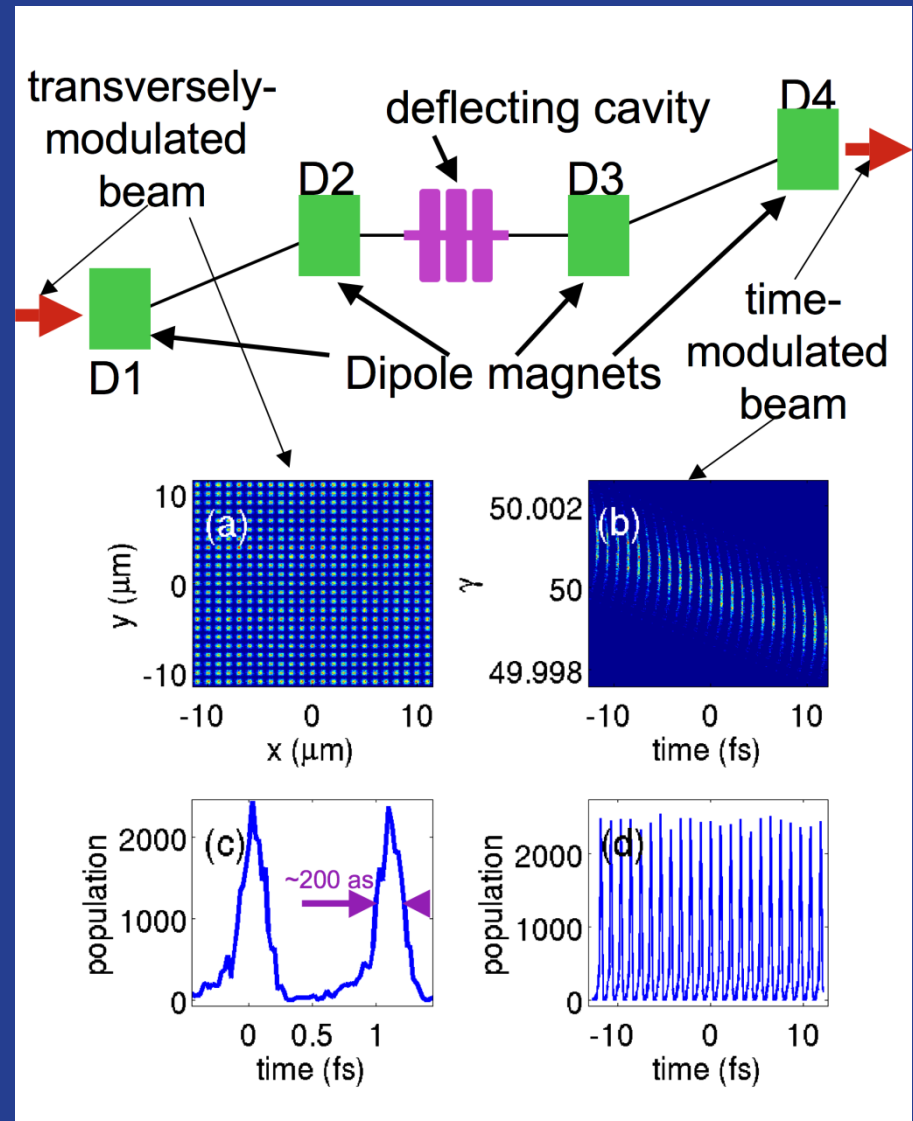 transversely-
modulated
beam
deflecting cavity
D4
D2
D3
D1
Dipole magnets
time-
modulated
beam
(a)
10
0
-10
y (μm)
-10 0 10
x (μm)
(b)
50.002
50
49.998
γ
-10 0 10
time (fs)
(c)
2000
1000
0
population
~200 as
0 0.5 1
time (fs)
(d)
2000
1000
0
population
-10 0 10
time (fs)